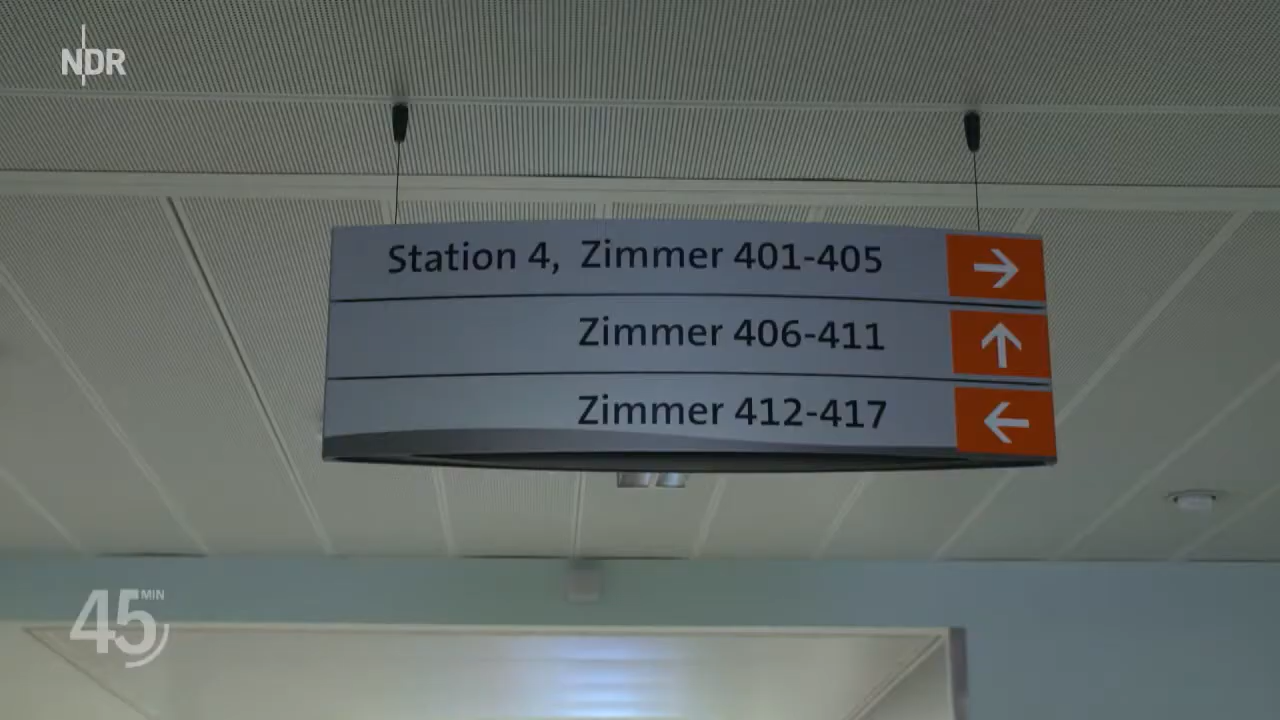 NDR
Station 4, Zimmer 401-405
Zimmer 406-411
Zimmer 412-417
45 MIN